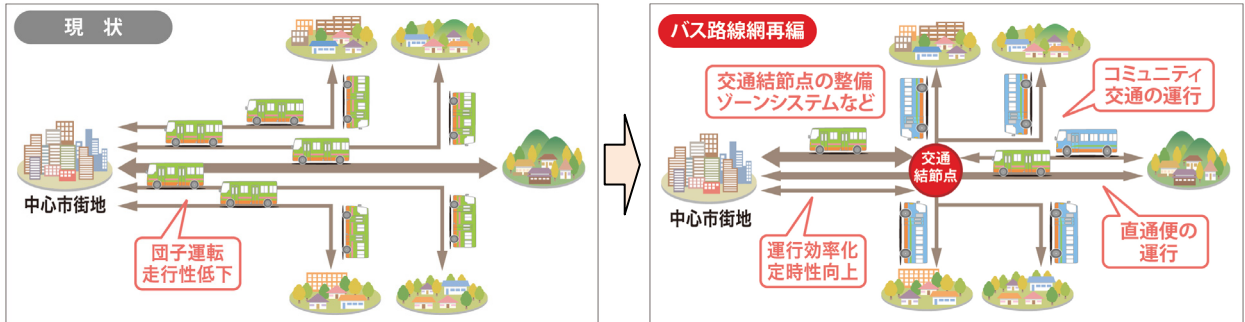 現 状
中心市街地
団子運転
走行性低下
バス路線網再編
交通結節点の整備
ゾーンシステムなど
コミュニティ
交通の運行
交通
結節点
中心市街地
運行効率化
定時性向上
直通便の
運行